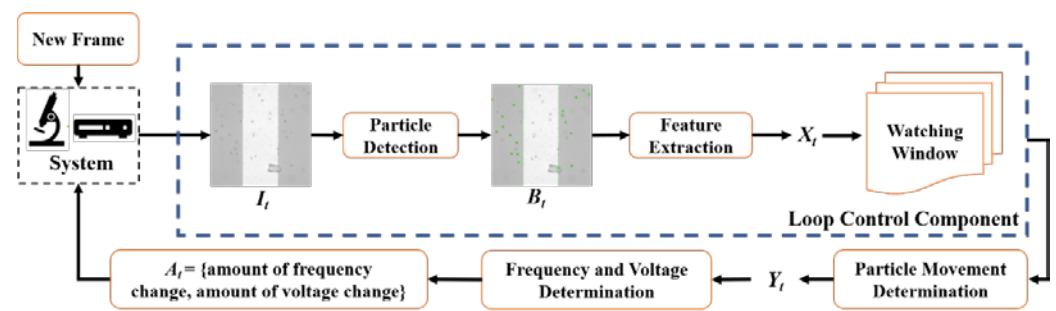 New Frame
System
I_t
Particle
Detection
B_t
Feature
Extraction
X_t
Watching
Window
Loop Control Component
A_t = {amount of frequency
change, amount of voltage change}
Frequency and Voltage
Determination
Y_t
Particle Movement
Determination